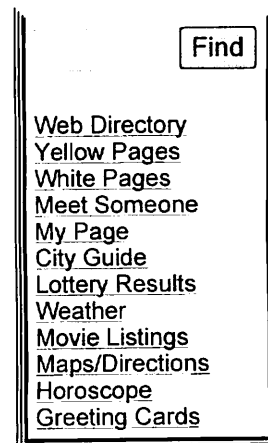 Find
Web Directory
Yellow Pages
White Pages
Meet Someone
My Page
City Guide
Lottery Results
Weather
Movie Listings
Maps/Directions
Horoscope
Greeting Cards